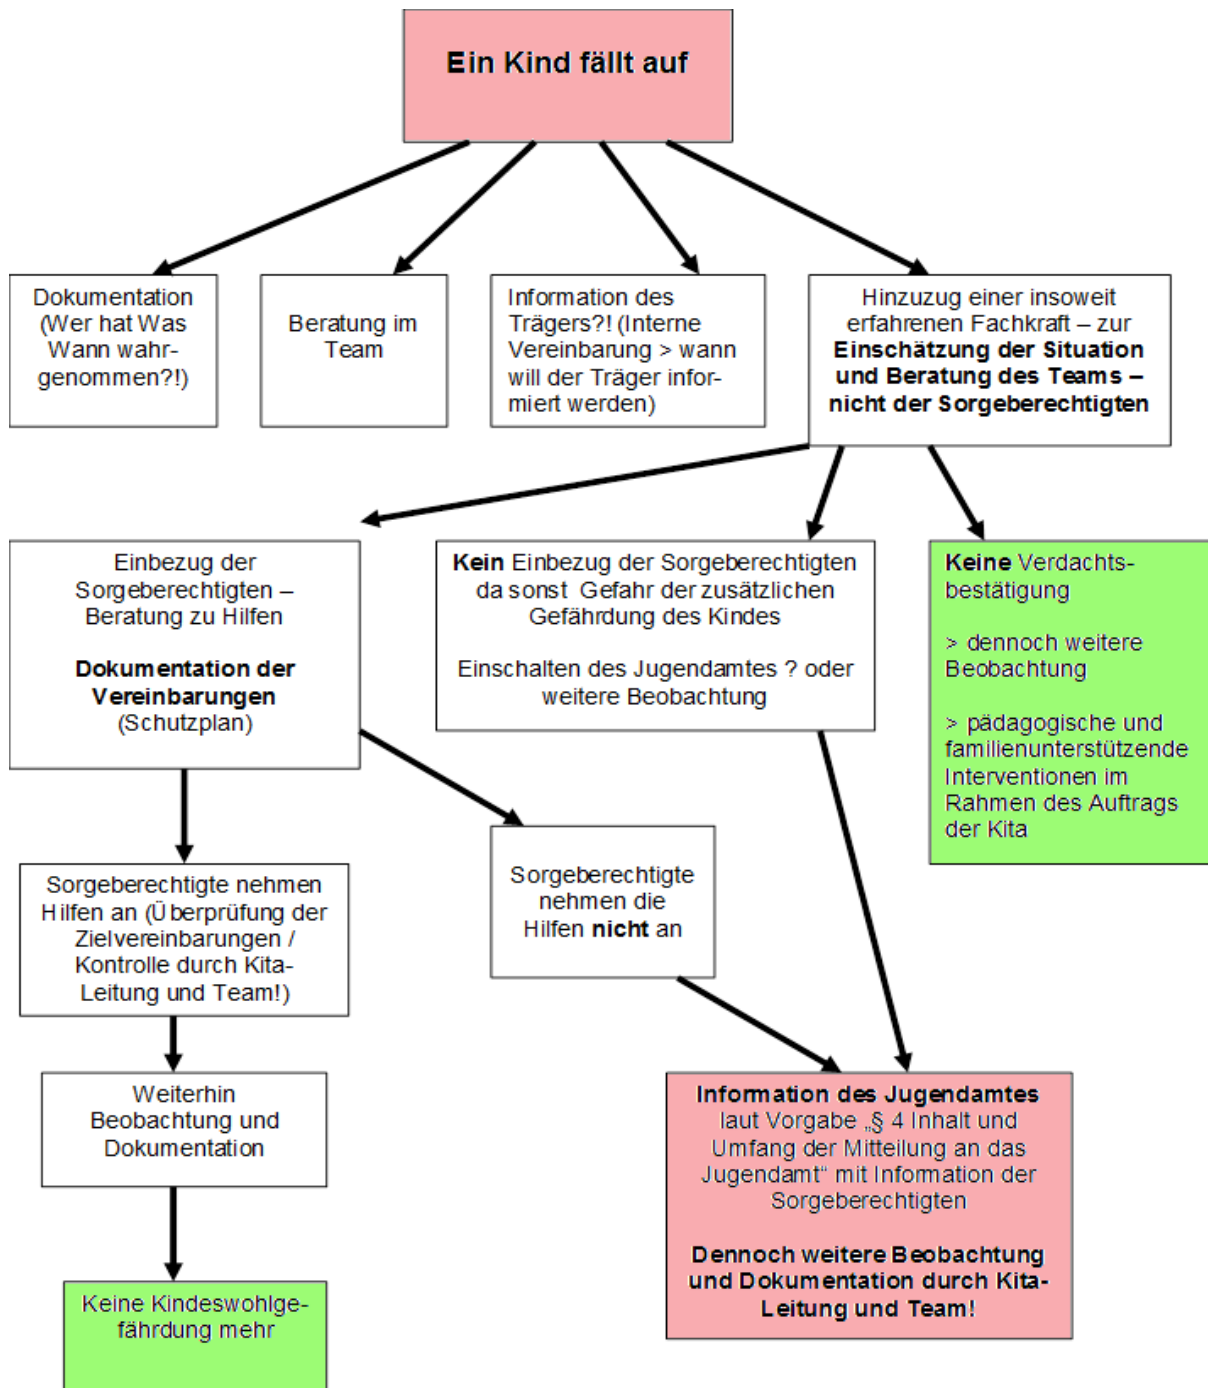 Ein Kind fällt auf
Dokumentation
(Wer hat Was
Wann wahr-
genommen?!)
Beratung im
Team
Information des
Trägers?! (Interne
Vereinbarung > wann
will der Träger infor-
miert werden)
Hinzuzug einer insoweit
erfahrenen Fachkraft – zur
Einschätzung der Situation
und Beratung des Teams –
nicht der Sorgeberechtigten
Einbezug der
Sorgeberechtigten –
Beratung zu Hilfen
Dokumentation der
Vereinbarungen
(Schutzplan)
Kein Einbezug der Sorgeberechtigten
da sonst Gefahr der zusätzlichen
Gefährdung des Kindes
Einschalten des Jugendamtes ? oder
weitere Beobachtung
Keine Verdachts-
bestätigung
> dennoch weitere
Beobachtung
> pädagogische und
familienunterstützende
Interventionen im
Rahmen des Auftrags
der Kita
Sorgeberechtigte nehmen
Hilfen an (Überprüfung der
Zielvereinbarungen /
Kontrolle durch Kita-
Leitung und Team!)
Sorgeberechtigte
nehmen die
Hilfen nicht an
Weiterhin
Beobachtung und
Dokumentation
Information des Jugendamtes
laut Vorgabe „§ 4 Inhalt und
Umfang der Mitteilung an das
Jugendamt“ mit Information der
Sorgeberechtigten
Dennoch weitere Beobachtung
und Dokumentation durch Kita-
Leitung und Team!
Keine Kindeswohlge-
fährdung mehr